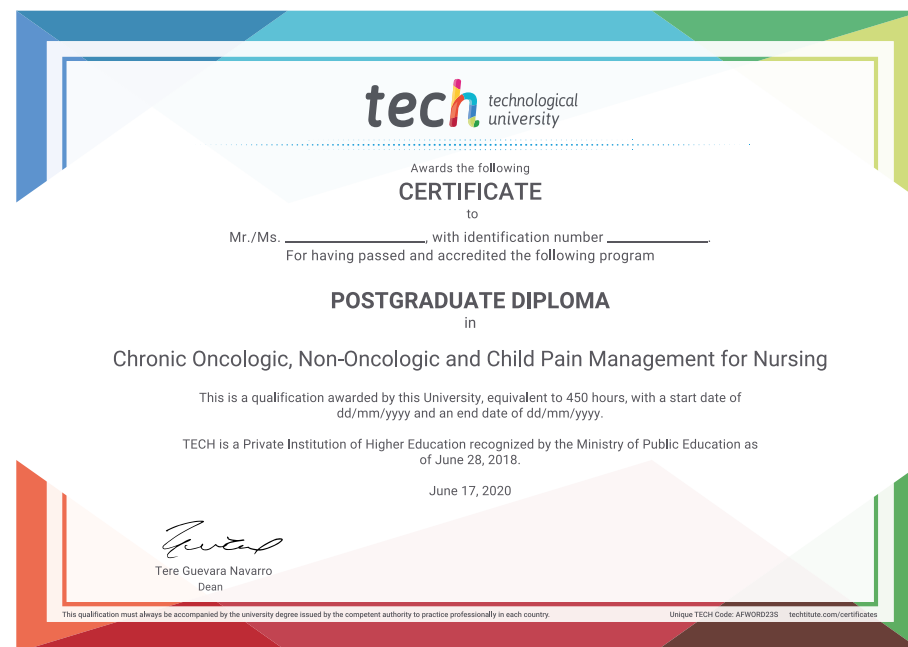 tech technological
university
Awards the following
CERTIFICATE
to
Mr./Ms. ____________________, with identification number ______________.
For having passed and accredited the following program
POSTGRADUATE DIPLOMA
in
Chronic Oncologic, Non-Oncologic and Child Pain Management for Nursing
This is a qualification awarded by this University, equivalent to 450 hours, with a start date of
dd/mm/yyyy and an end date of dd/mm/yyyy.
TECH is a Private Institution of Higher Education recognized by the Ministry of Public Education as
of June 28, 2018.
June 17, 2020
Tere Guevara Navarro
Dean
This qualification must always be accompanied by the university degree issued by the competent authority to practice professionally in each country.
Unique TECH Code: AFWORD23S techtitute.com/certificates